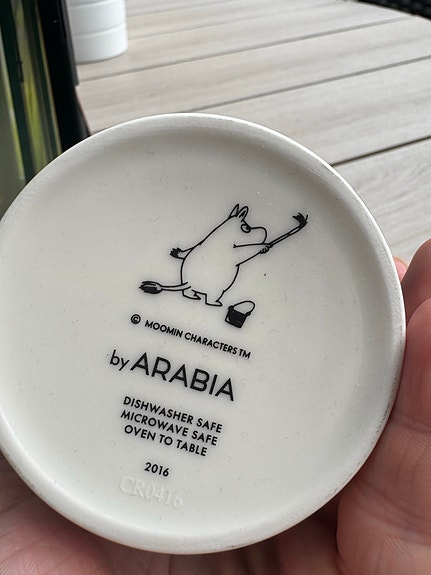 © MOOMIN CHARACTERS TM
by ARABIA
DISHWASHER SAFE
MICROWAVE SAFE
OVEN TO TABLE
2016
CR0416